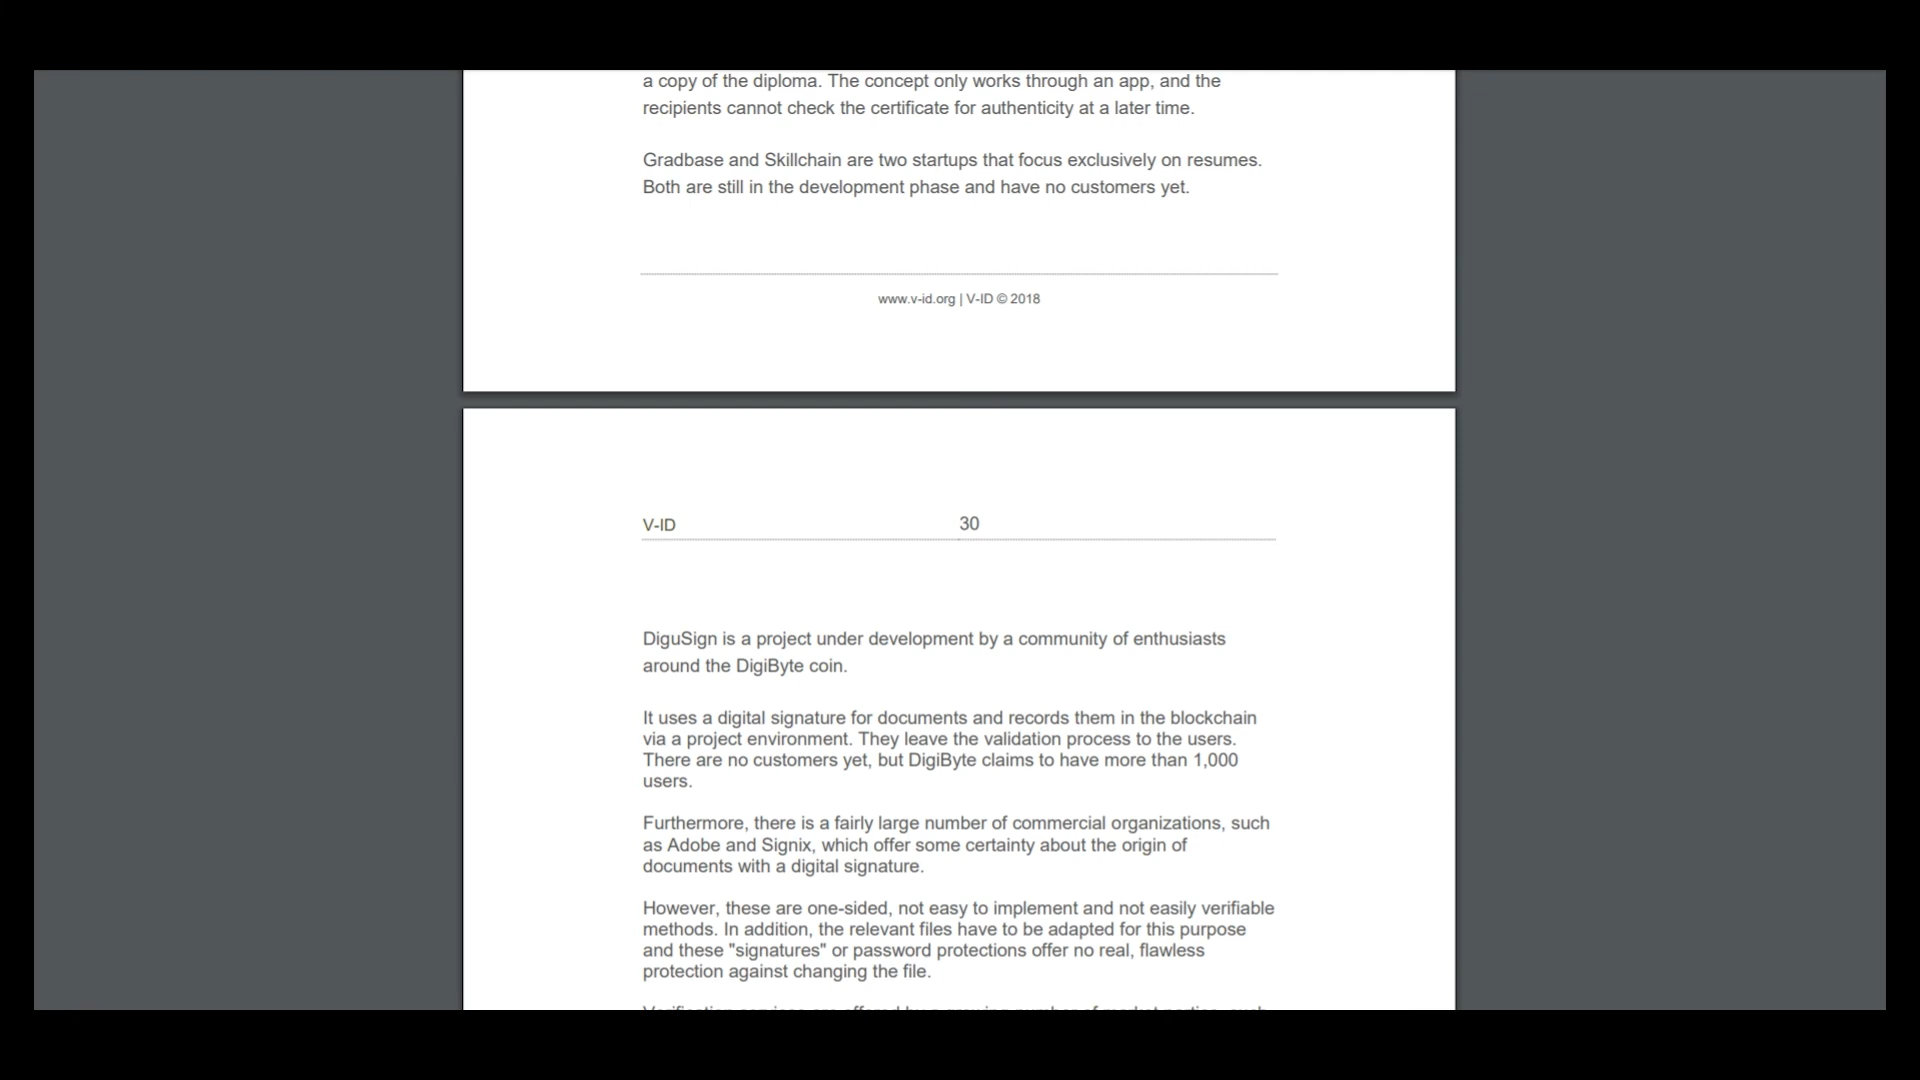 a copy of the diploma. The concept only works through an app, and the
recipients cannot check the certificate for authenticity at a later time.
Gradbase and Skillchain are two startups that focus exclusively on resumes.
Both are still in the development phase and have no customers yet.
www.v-id.org | V-ID © 2018
V-ID 30
DiguSign is a project under development by a community of enthusiasts
around the DigiByte coin.
It uses a digital signature for documents and records them in the blockchain
via a project environment. They leave the validation process to the users.
There are no customers yet, but DigiByte claims to have more than 1,000
users.
Furthermore, there is a fairly large number of commercial organizations, such
as Adobe and Signix, which offer some certainty about the origin of
documents with a digital signature.
However, these are one-sided, not easy to implement and not easily verifiable
methods. In addition, the relevant files have to be adapted for this purpose
and these "signatures" or password protections offer no real, flawless
protection against changing the file.